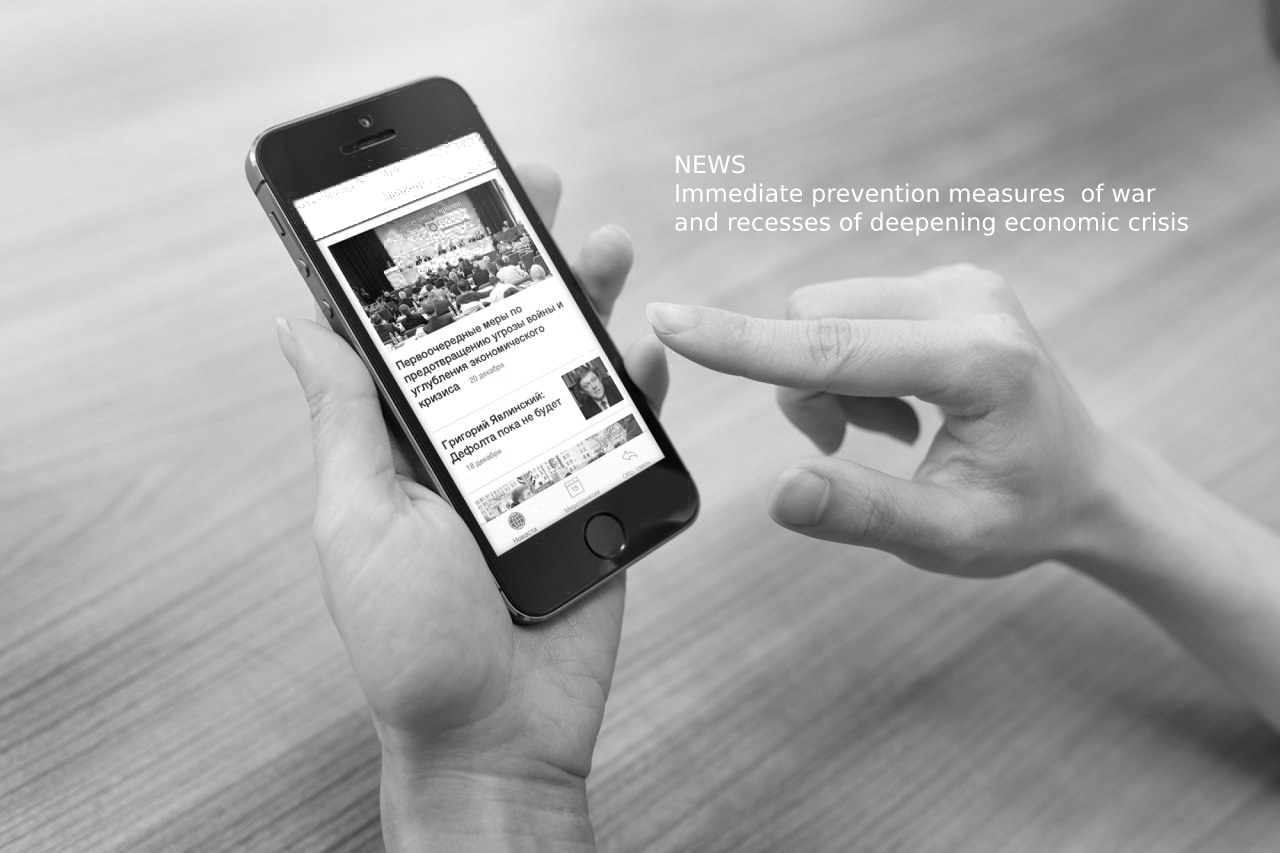 NEWS
Immediate prevention measures  of war
and recesses of deepening economic crisis
Первоочередные меры по
предотвращению угрозы войны и
углубления экономического
кризиса 20 декабря
Григорий Явлинский:
Дефолта пока не будет
18 декабря
15
Новости
Мероприятия
Обр. связь